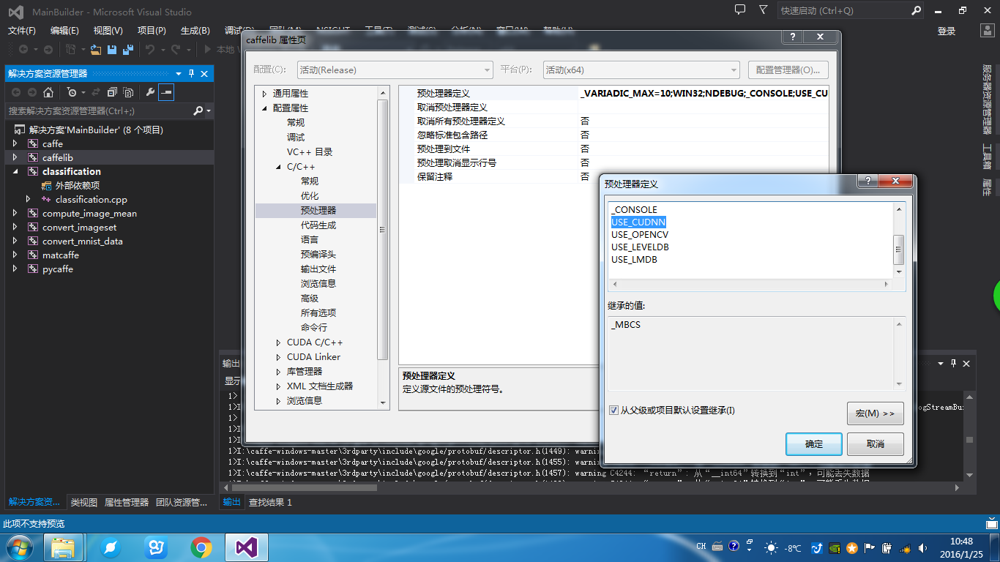 MainBuilder - Microsoft Visual Studio
快速启动 (Ctrl+Q)
文件(F) 编辑(E) 视图(V) 项目(P) 生成(B) 调试(D) 团队(M) NSIGHT 工具(T) 测试(S) 分析(N) 窗口(W) 帮助(H)
登录
本地
解决方案资源管理器
搜索解决方案资源管理器(Ctrl+;)
解决方案'MainBuilder' (8 个项目)
caffe
caffelib
classification
外部依赖项
classification.cpp
compute_image_mean
convert_imageset
convert_mnist_data
matcaffe
pycaffe
解决方案资...
类视图
属性管理器
团队资源管...
caffelib 属性页
配置(C):
活动(Release)
平台(P):
活动(x64)
配置管理器(O)...
通用属性
配置属性
常规
调试
VC++ 目录
C/C++
常规
优化
预处理器
代码生成
语言
预编译头
输出文件
浏览信息
高级
所有选项
命令行
CUDA C/C++
CUDA Linker
库管理器
XML 文档生成器
浏览信息
预处理器定义 _VARIADIC_MAX=10;WIN32;NDEBUG;_CONSOLE;USE_CU
取消预处理器定义
取消所有预处理器定义 否
忽略标准包含路径 否
预处理到文件 否
预处理取消显示行号 否
保留注释 否
预处理器定义
定义源文件的预处理符号。
预处理器定义
_CONSOLE
USE_CUDNN
USE_OPENCV
USE_LEVELDB
USE_LMDB
继承的值:
_MBCS
从父级或项目默认设置继承(I)
宏(M) >>
确定
取消
服务器资源管理器
工具箱
属性
输出
显示
1>
1>I
ogStreamBu
1>
1>I
1>I
1>I:\caffe-windows-master\3rdparty\include\google/protobuf/descriptor.h(1449): warning
1>I:\caffe-windows-master\3rdparty\include\google/protobuf/descriptor.h(1455): warning
1>I:\caffe-windows-master\3rdparty\include\google/protobuf/descriptor.h(1457): warning C4244: “return”: 从“__int64”转换到“int”，可能丢失数据
输出
查找结果 1
此项不支持预览
CH
-8℃
10:48
2016/1/25